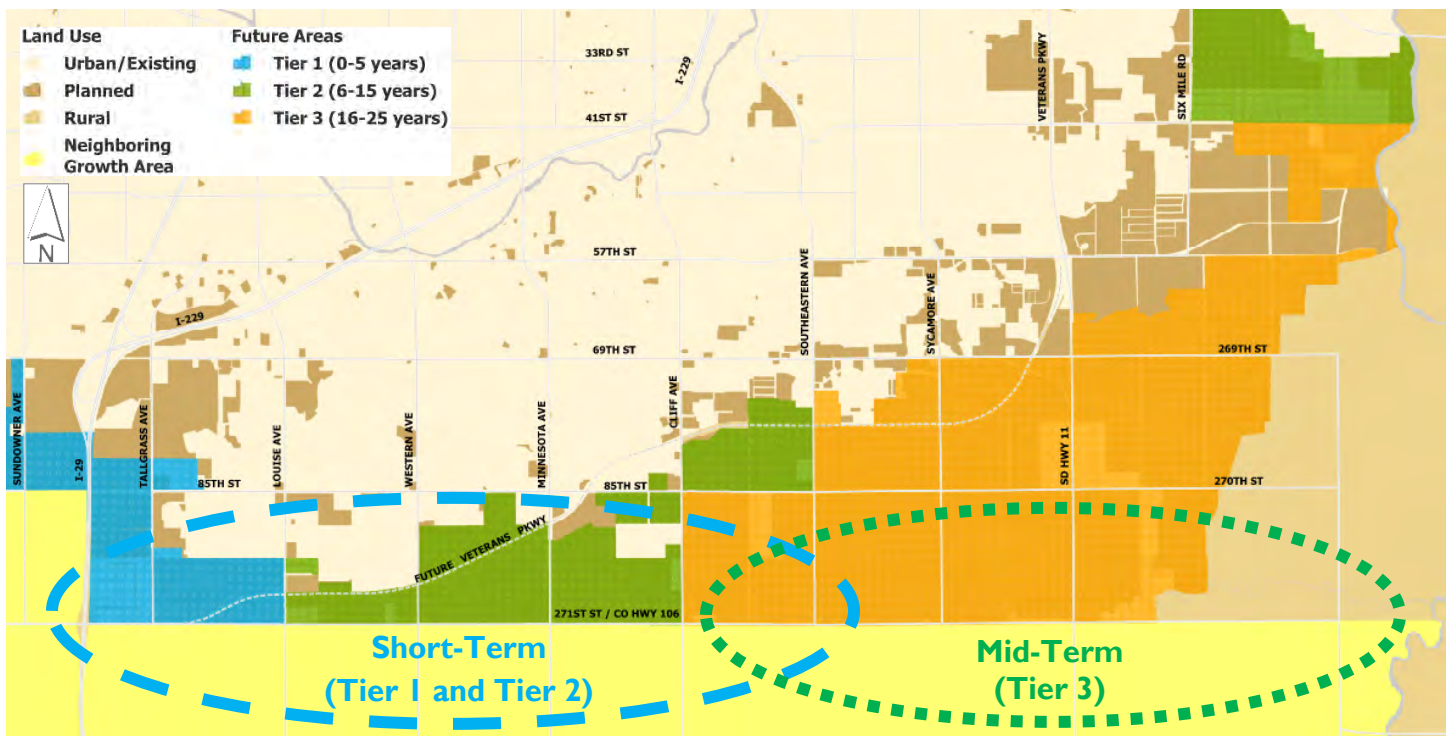 Land Use
Urban/Existing
Planned
Rural
Neighboring
Growth Area
Future Areas
Tier 1 (0-5 years)
Tier 2 (6-15 years)
Tier 3 (16-25 years)
N
33RD ST
I-229
41ST ST
VETERANS PKWY
SIX MILE RD
57TH ST
SOUTHEASTERN AVE
SYCAMORE AVE
I-229
69TH ST
269TH ST
SUNDOWNER AVE
I-29
TALLGRASS AVE
LOUISE AVE
WESTERN AVE
MINNESOTA AVE
CLIFF AVE
SD HWY 11
85TH ST
85TH ST
270TH ST
FUTURE VETERANS PKWY
271ST ST / CO HWY 106
Short-Term
(Tier 1 and Tier 2)
Mid-Term
(Tier 3)